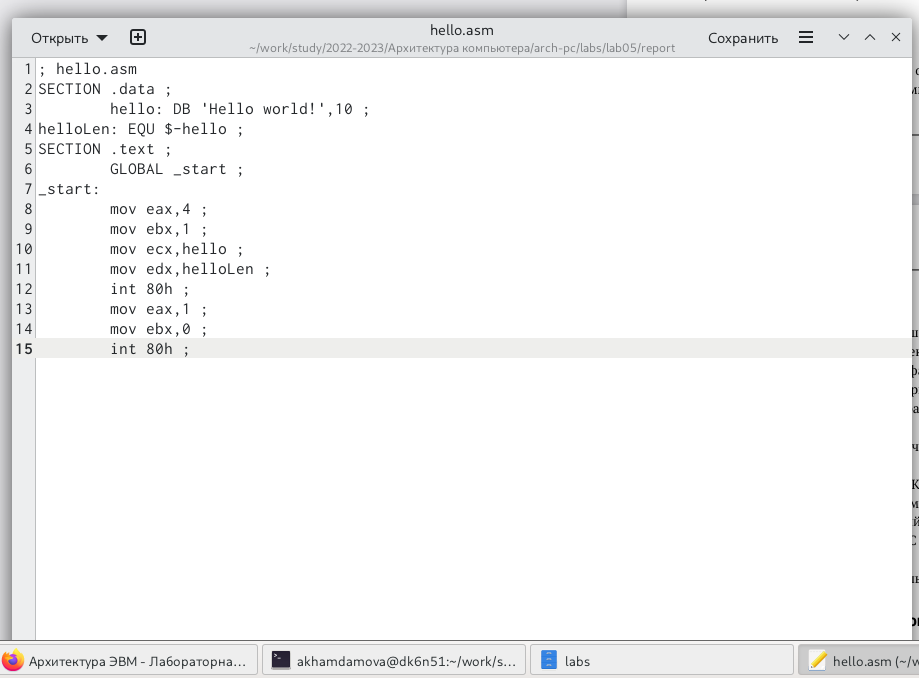 Открыть
hello.asm
~/work/study/2022-2023/Архитектура компьютера/arch-pc/labs/lab05/report
Сохранить
1 ; hello.asm
2 SECTION .data ;
3 hello: DB 'Hello world!',10 ;
4 helloLen: EQU $-hello ;
5 SECTION .text ;
6 GLOBAL _start ;
7 _start:
8 mov eax,4 ;
9 mov ebx,1 ;
10 mov ecx,hello ;
11 mov edx,helloLen ;
12 int 80h ;
13 mov eax,1 ;
14 mov ebx,0 ;
15 int 80h ;
Архитектура ЭВМ - Лабораторна...
akhamdamova@dk6n51:~/work/s...
labs
hello.asm (~/w